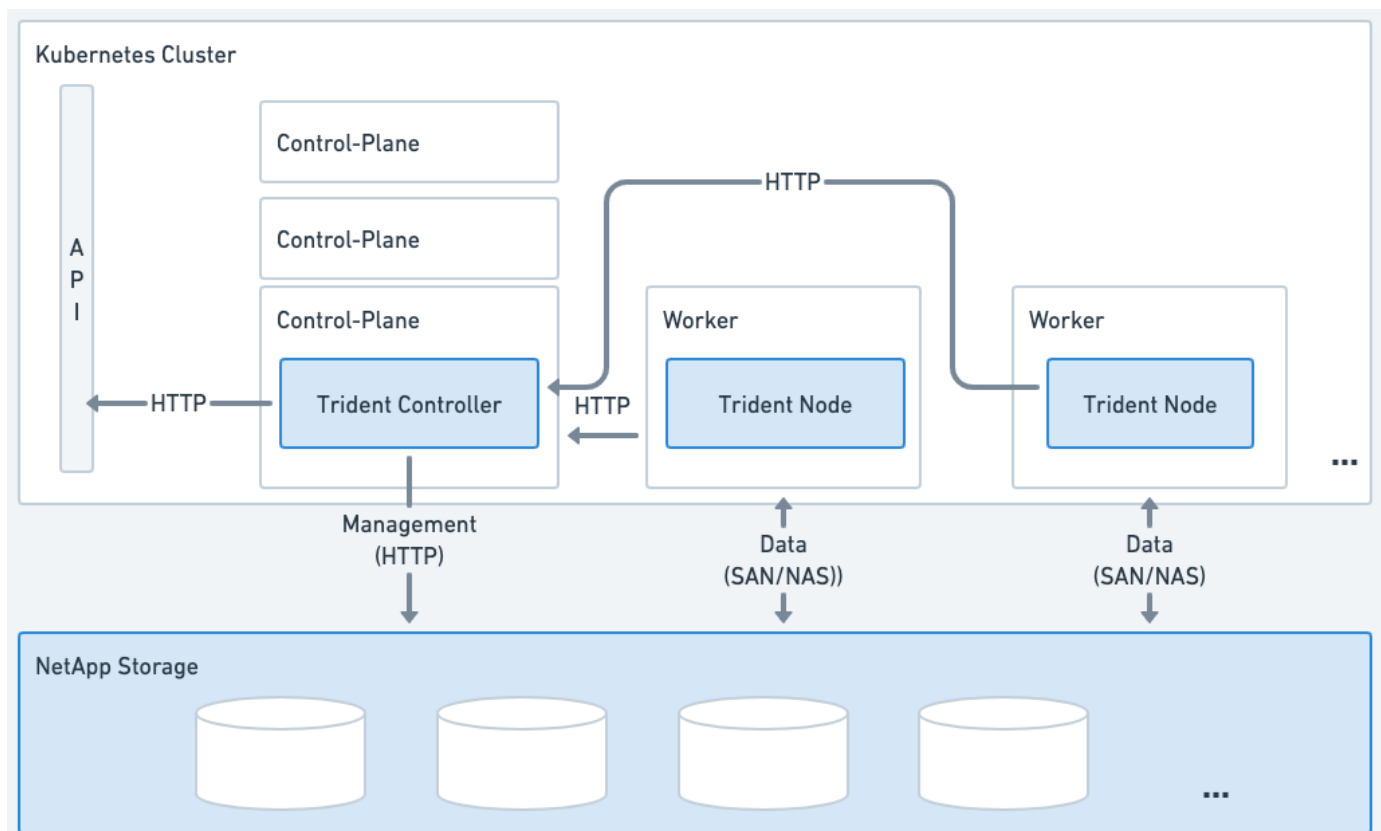 Kubernetes Cluster
A
P
I
Control-Plane
Control-Plane
Control-Plane
Trident Controller
HTTP
HTTP
HTTP
Worker
Trident Node
Worker
Trident Node
...
Management
(HTTP)
Data
(SAN/NAS))
Data
(SAN/NAS)
NetApp Storage
...